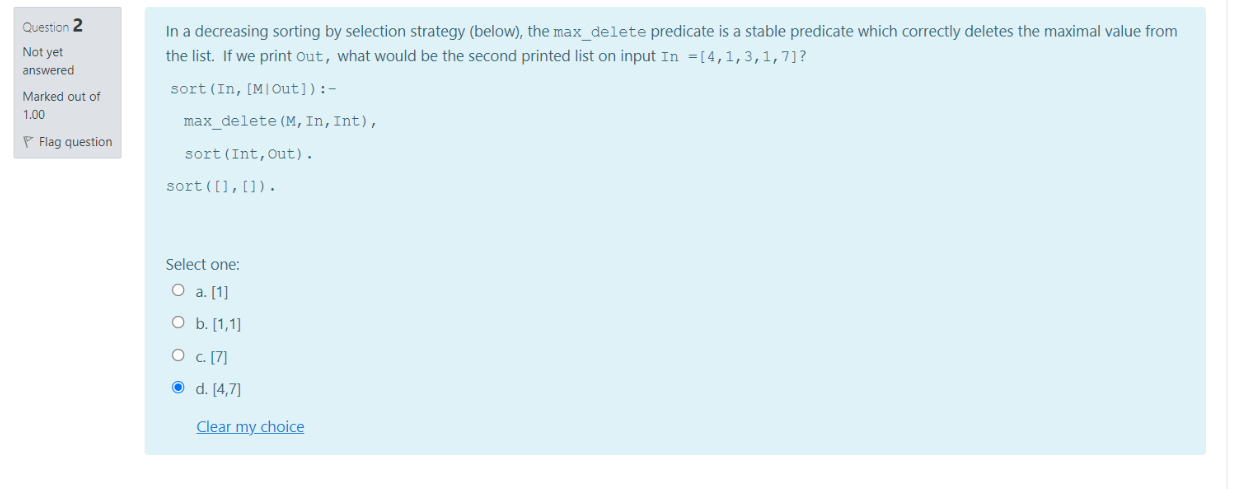 Question 2
Not yet
answered
Marked out of
1.00
Flag question
In a decreasing sorting by selection strategy (below), the max_delete predicate is a stable predicate which correctly deletes the maximal value from
the list. If we print Out, what would be the second printed list on input In =[4,1,3,1,7]?
sort(In,[M|Out]):-
max_delete(M,In,Int),
sort(Int,Out).
sort([],[]).
Select one:
a. [1]
b. [1,1]
c. [7]
d. [4,7]
Clear my choice